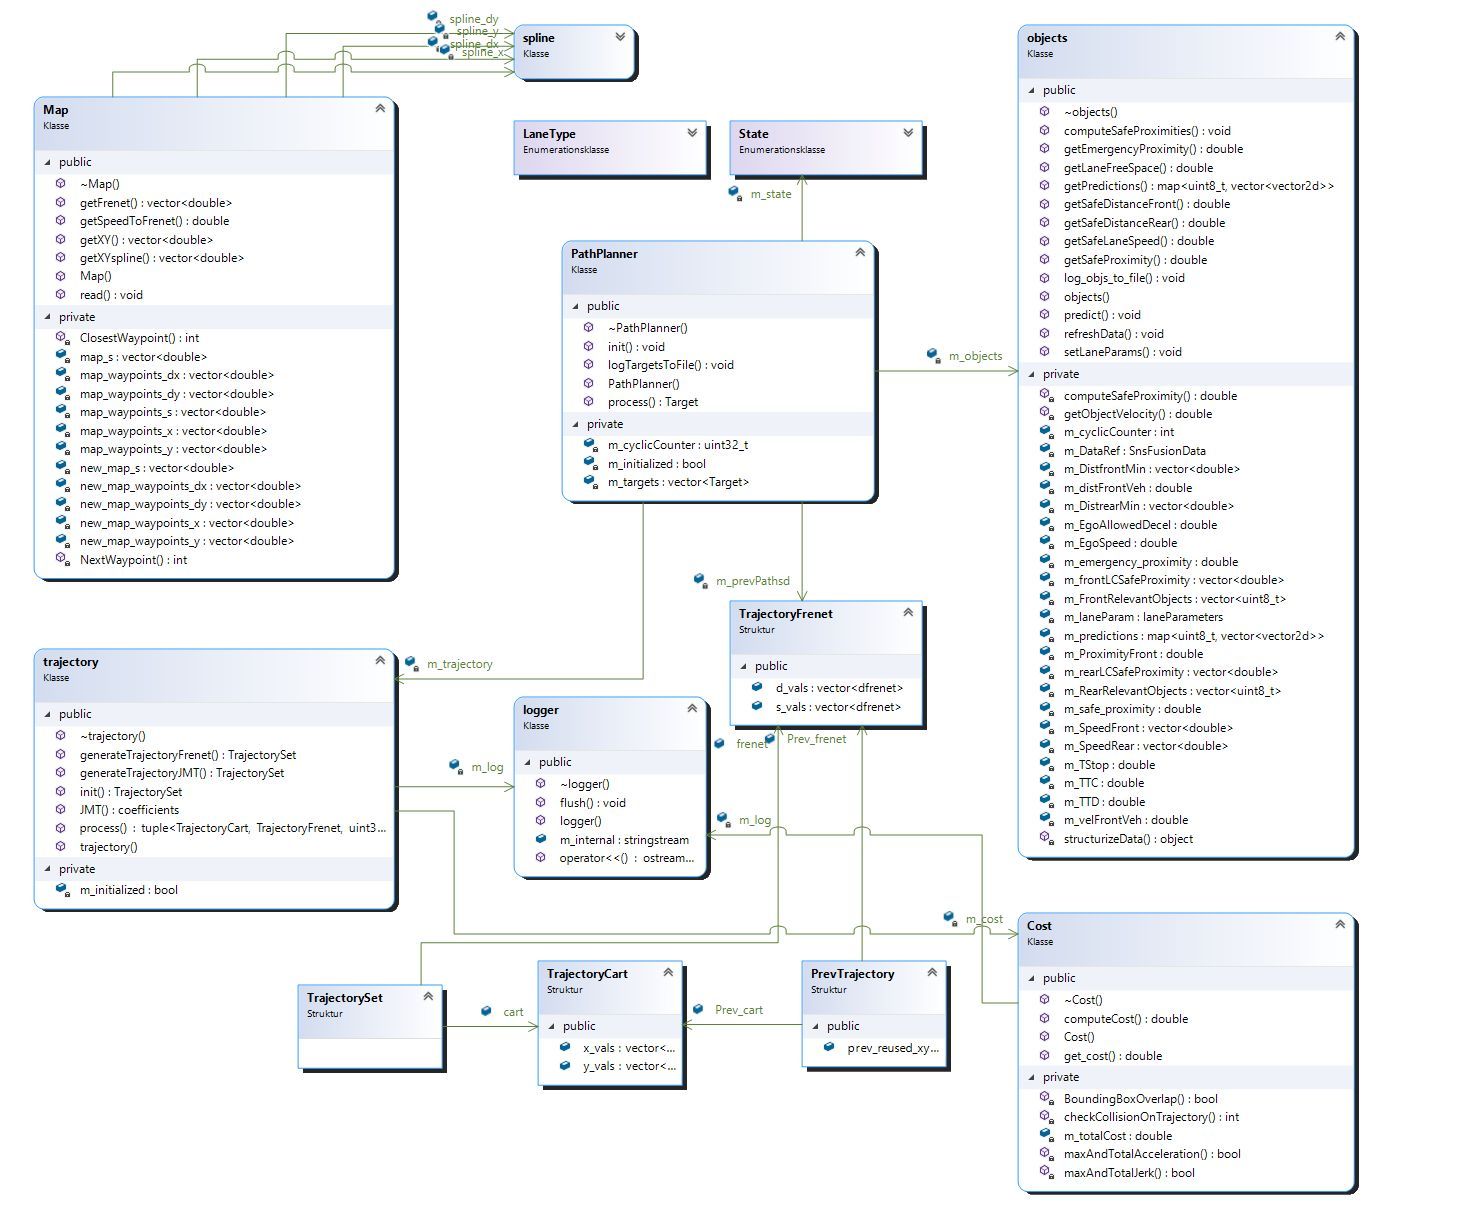 spline_dy
spline_y
spline_dx
spline_x
spline
Klasse
Map
Klasse
public
~Map()
getFrenet() : vector<double>
getSpeedToFrenet() : double
getXY() : vector<double>
getXYspline() : vector<double>
Map()
read() : void
private
ClosestWaypoint() : int
map_s : vector<double>
map_waypoints_dx : vector<double>
map_waypoints_dy : vector<double>
map_waypoints_s : vector<double>
map_waypoints_x : vector<double>
map_waypoints_y : vector<double>
new_map_s : vector<double>
new_map_waypoints_dx : vector<double>
new_map_waypoints_dy : vector<double>
new_map_waypoints_x : vector<double>
new_map_waypoints_y : vector<double>
NextWaypoint() : int
LaneType
Enumerationsklasse
State
Enumerationsklasse
m_state
PathPlanner
Klasse
public
~PathPlanner()
init() : void
logTargetsToFile() : void
PathPlanner()
process() : Target
private
m_cyclicCounter : uint32_t
m_initialized : bool
m_targets : vector<Target>
m_objects
objects
Klasse
public
~objects()
computeSafeProximities() : void
getEmergencyProximity() : double
getLaneFreeSpace() : double
getPredictions() : map<uint8_t, vector<vector2d>>
getSafeDistanceFront() : double
getSafeDistanceRear() : double
getSafeLaneSpeed() : double
getSafeProximity() : double
log_objs_to_file() : void
objects()
predict() : void
refreshData() : void
setLaneParams() : void
private
computeSafeProximity() : double
getObjectVelocity() : double
m_cyclicCounter : int
m_DataRef : SnsFusionData
m_DistfrontMin : vector<double>
m_distFrontVeh : double
m_DistrearMin : vector<double>
m_EgoAllowedDecel : double
m_EgoSpeed : double
m_emergency_proximity : double
m_frontLCSafeProximity : vector<double>
m_FrontRelevantObjects : vector<uint8_t>
m_laneParam : laneParameters
m_predictions : map<uint8_t, vector<vector2d>>
m_ProximityFront : double
m_rearLCSafeProximity : vector<double>
m_RearRelevantObjects : vector<uint8_t>
m_safe_proximity : double
m_SpeedFront : vector<double>
m_SpeedRear : vector<double>
m_TStop : double
m_TTC : double
m_TTD : double
m_velFrontVeh : double
structurizeData() : object
m_prevPathsd
TrajectoryFrenet
Struktur
public
d_vals : vector<dfrenet>
s_vals : vector<dfrenet>
m_trajectory
trajectory
Klasse
public
~trajectory()
generateTrajectoryFrenet() : TrajectorySet
generateTrajectoryJMT() : TrajectorySet
init() : TrajectorySet
JMT() : coefficients
process() : tuple<TrajectoryCart, TrajectoryFrenet, uint3...
trajectory()
private
m_initialized : bool
m_log
logger
Klasse
public
~logger()
flush() : void
logger()
m_internal : stringstream
operator<<() : ostream...
frenet
Prev_frenet
m_log
m_cost
Cost
Klasse
public
~Cost()
computeCost() : double
Cost()
get_cost() : double
private
BoundingBoxOverlap() : bool
checkCollisionOnTrajectory() : int
m_totalCost : double
maxAndTotalAcceleration() : bool
maxAndTotalJerk() : bool
TrajectorySet
Struktur
cart
TrajectoryCart
Struktur
public
x_vals : vector<...
y_vals : vector<...
Prev_cart
PrevTrajectory
Struktur
public
prev_reused_xy...